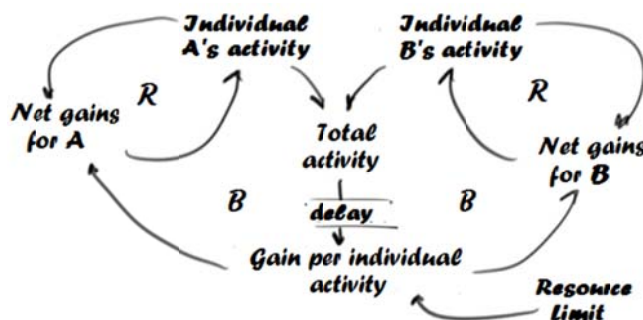 Individual
A's activity
Individual
B's activity
R
R
Net gains
for A
Total
activity
Net gains
for B
B
delay
B
Gain per individual
activity
Resource
Limit